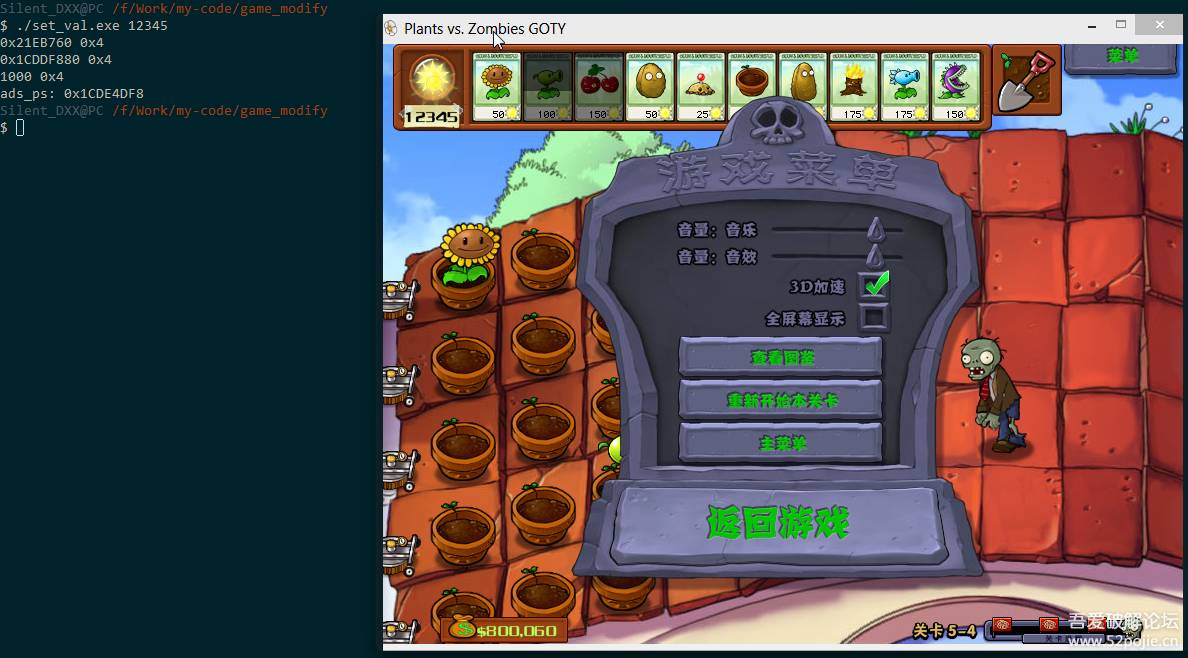 Silent_DXX@PC /f/Work/my-code/game_modify
$ ./set_val.exe 12345
0x21EB760 0x4
0x1CDDF880 0x4
1000 0x4
ads_ps: 0x1CDE4DF8
Silent_DXX@PC /f/Work/my-code/game_modify
$
Plants vs. Zombies GOTY
菜单
12345
50
100
150
50
25
175
175
150
游戏菜单
音量: 音乐
音量: 音效
3D加速
全屏幕显示
查看图鉴
重新开始本关卡
主菜单
返回游戏
$800,060
关卡 5-4
吾爱破解论坛
www.52pojie.cn